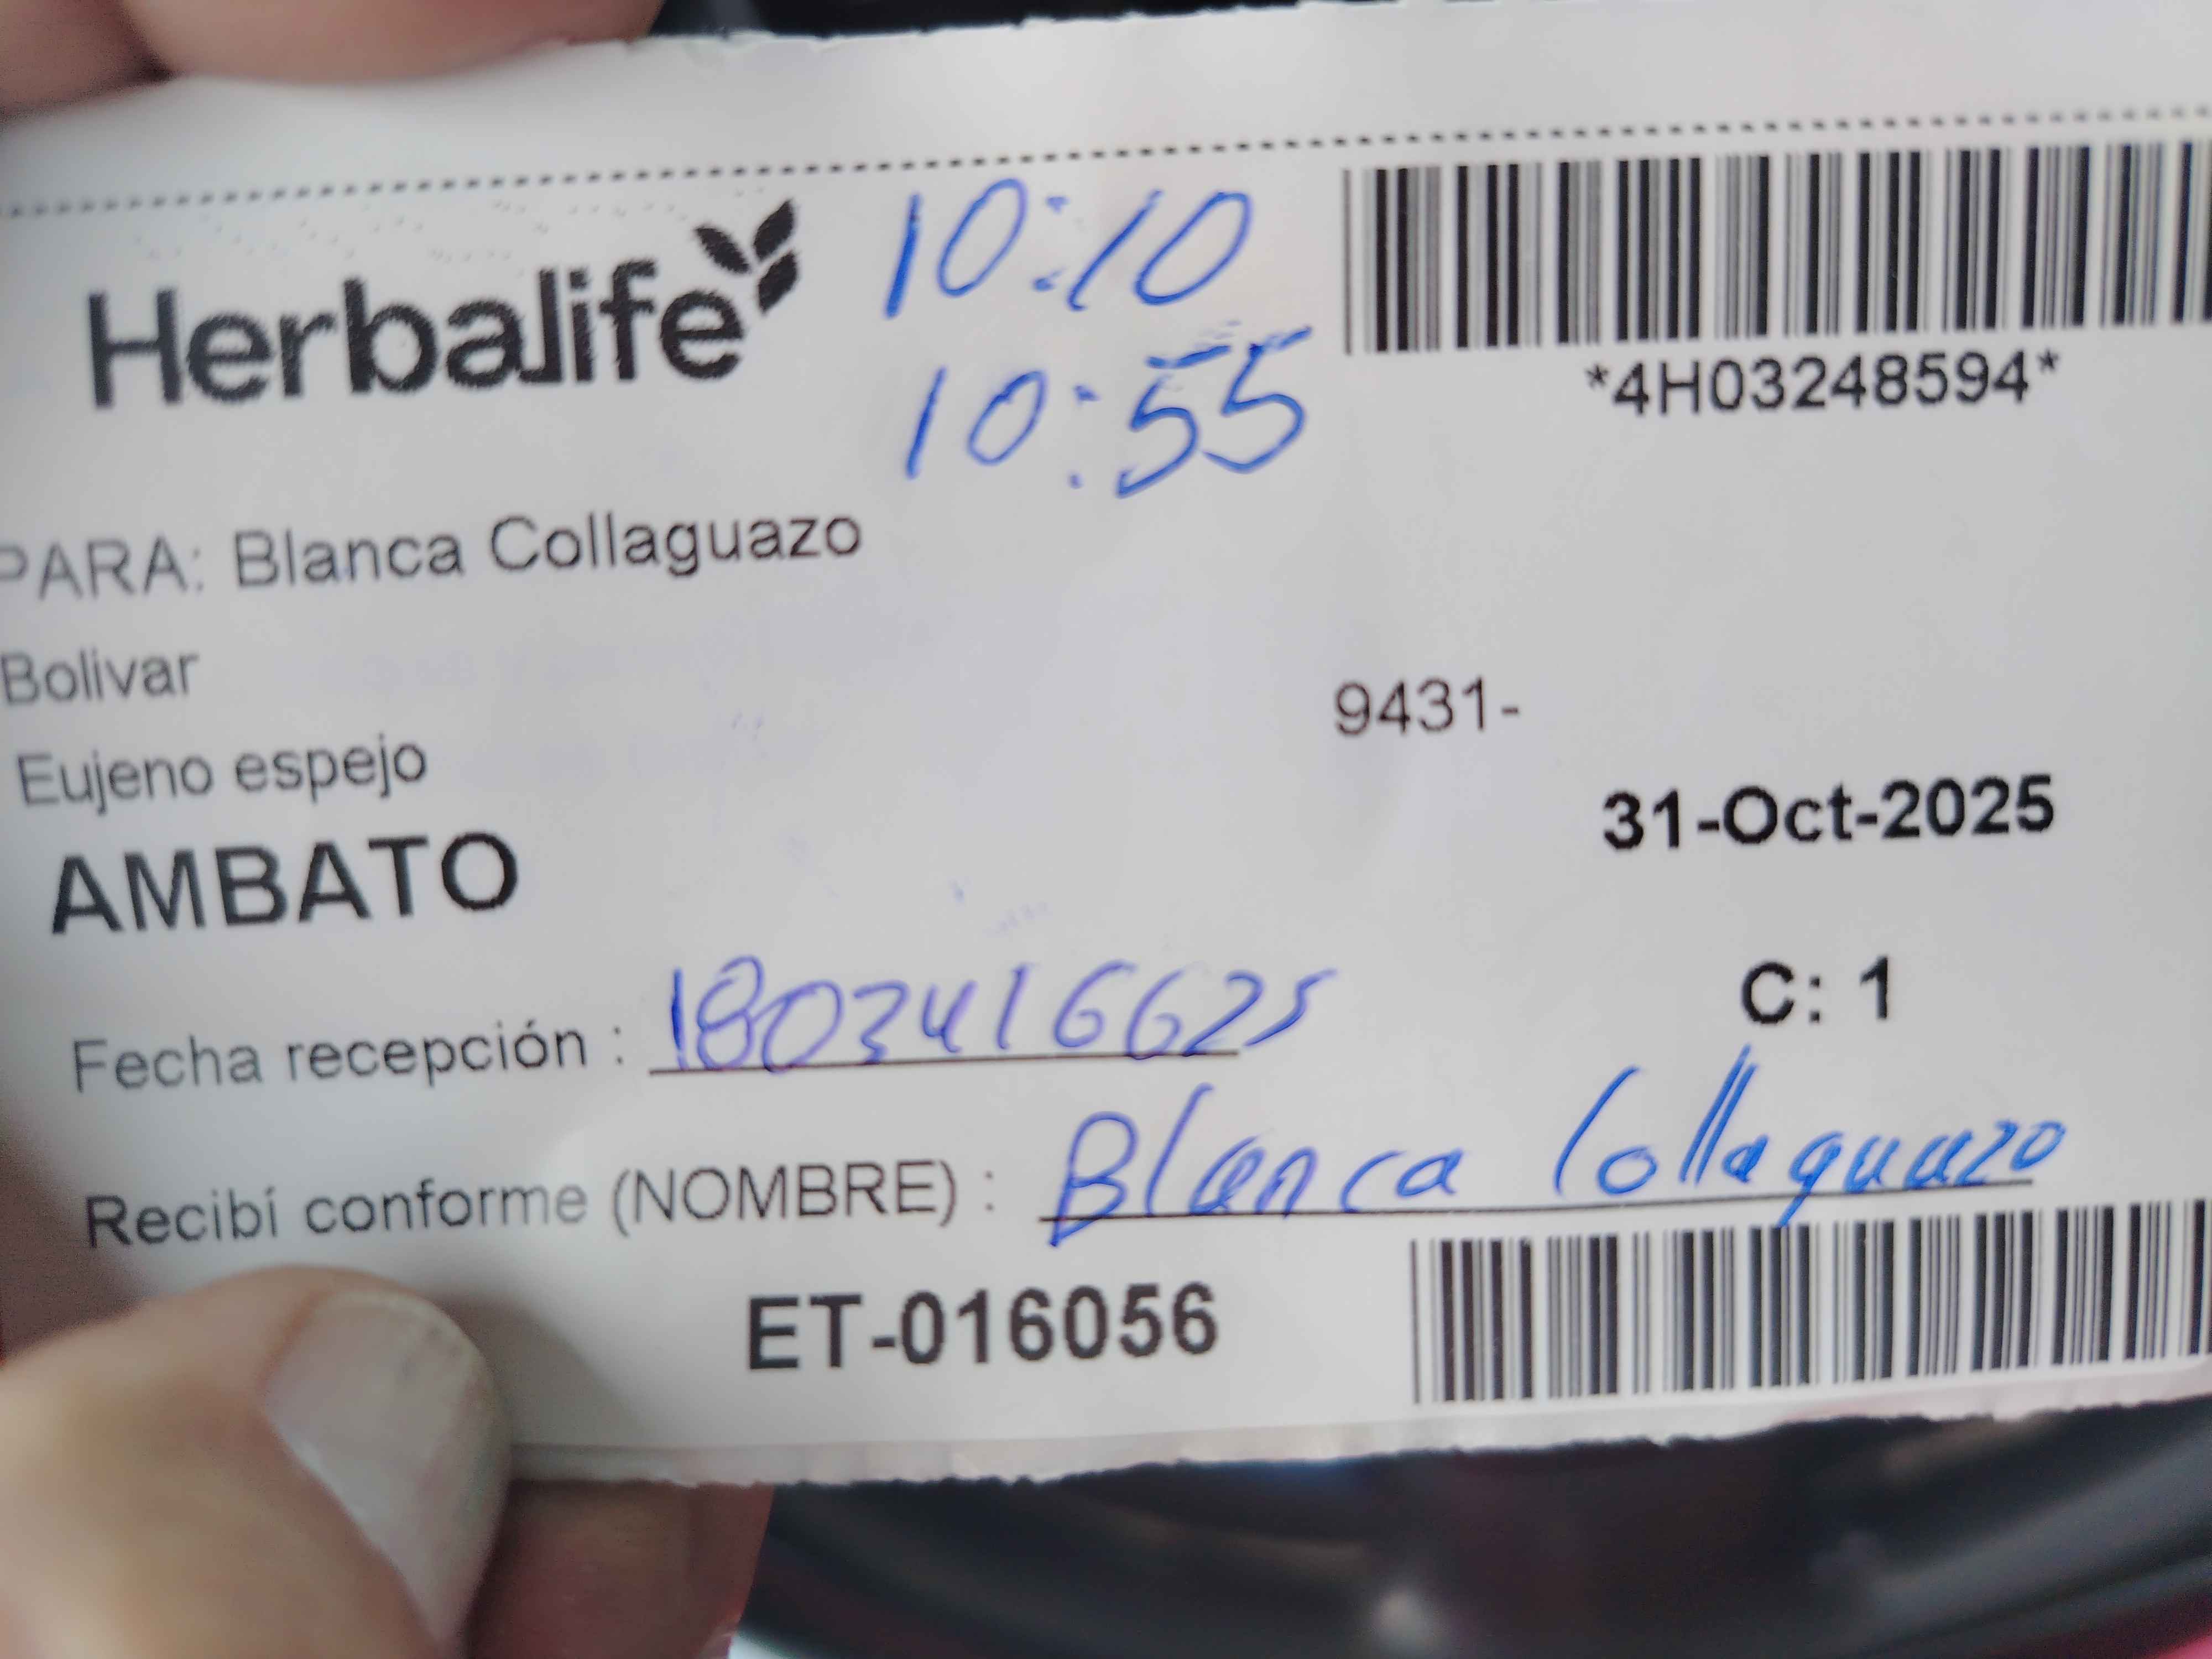 Herbalife
10:10
10:55
*4H03248594*
PARA: Blanca Collaguazo
Bolivar
9431-
Eujeno espejo
31-Oct-2025
AMBATO
C: 1
Fecha recepción : 1803416625
Recibí conforme (NOMBRE) : Blanca Collaguazo
ET-016056